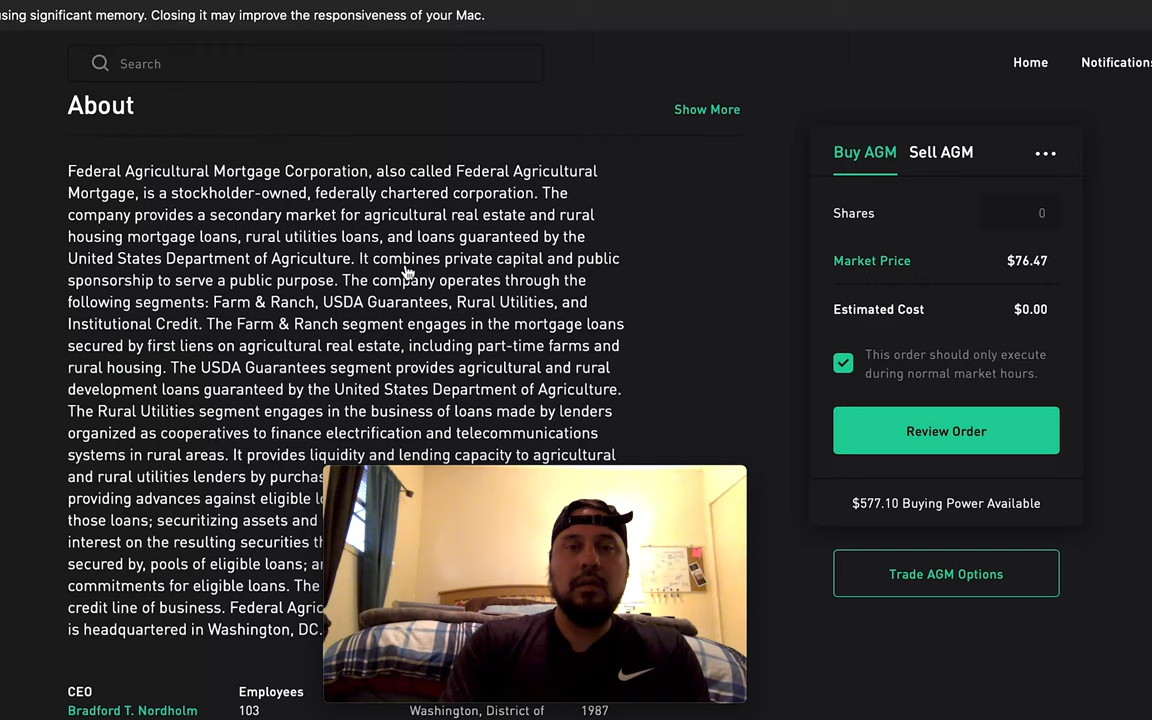 using significant memory. Closing it may improve the responsiveness of your Mac.
Search
Home
Notifications
About
Show More
Federal Agricultural Mortgage Corporation, also called Federal Agricultural
Mortgage, is a stockholder-owned, federally chartered corporation. The
company provides a secondary market for agricultural real estate and rural
housing mortgage loans, rural utilities loans, and loans guaranteed by the
United States Department of Agriculture. It combines private capital and public
sponsorship to serve a public purpose. The company operates through the
following segments: Farm & Ranch, USDA Guarantees, Rural Utilities, and
Institutional Credit. The Farm & Ranch segment engages in the mortgage loans
secured by first liens on agricultural real estate, including part-time farms and
rural housing. The USDA Guarantees segment provides agricultural and rural
development loans guaranteed by the United States Department of Agriculture.
The Rural Utilities segment engages in the business of loans made by lenders
organized as cooperatives to finance electrification and telecommunications
systems in rural areas. It provides liquidity and lending capacity to agricultural
and rural utilities lenders by purchas
providing advances against eligible lo
those loans; securitizing assets and
interest on the resulting securities th
secured by, pools of eligible loans; an
commitments for eligible loans. The
credit line of business. Federal Agric
is headquartered in Washington, DC.
CEO
Bradford T. Nordholm
Employees
103
Washington, District of
1987
Buy AGM
Sell AGM
Shares
0
Market Price
$76.47
Estimated Cost
$0.00
This order should only execute
during normal market hours.
Review Order
$577.10 Buying Power Available
Trade AGM Options